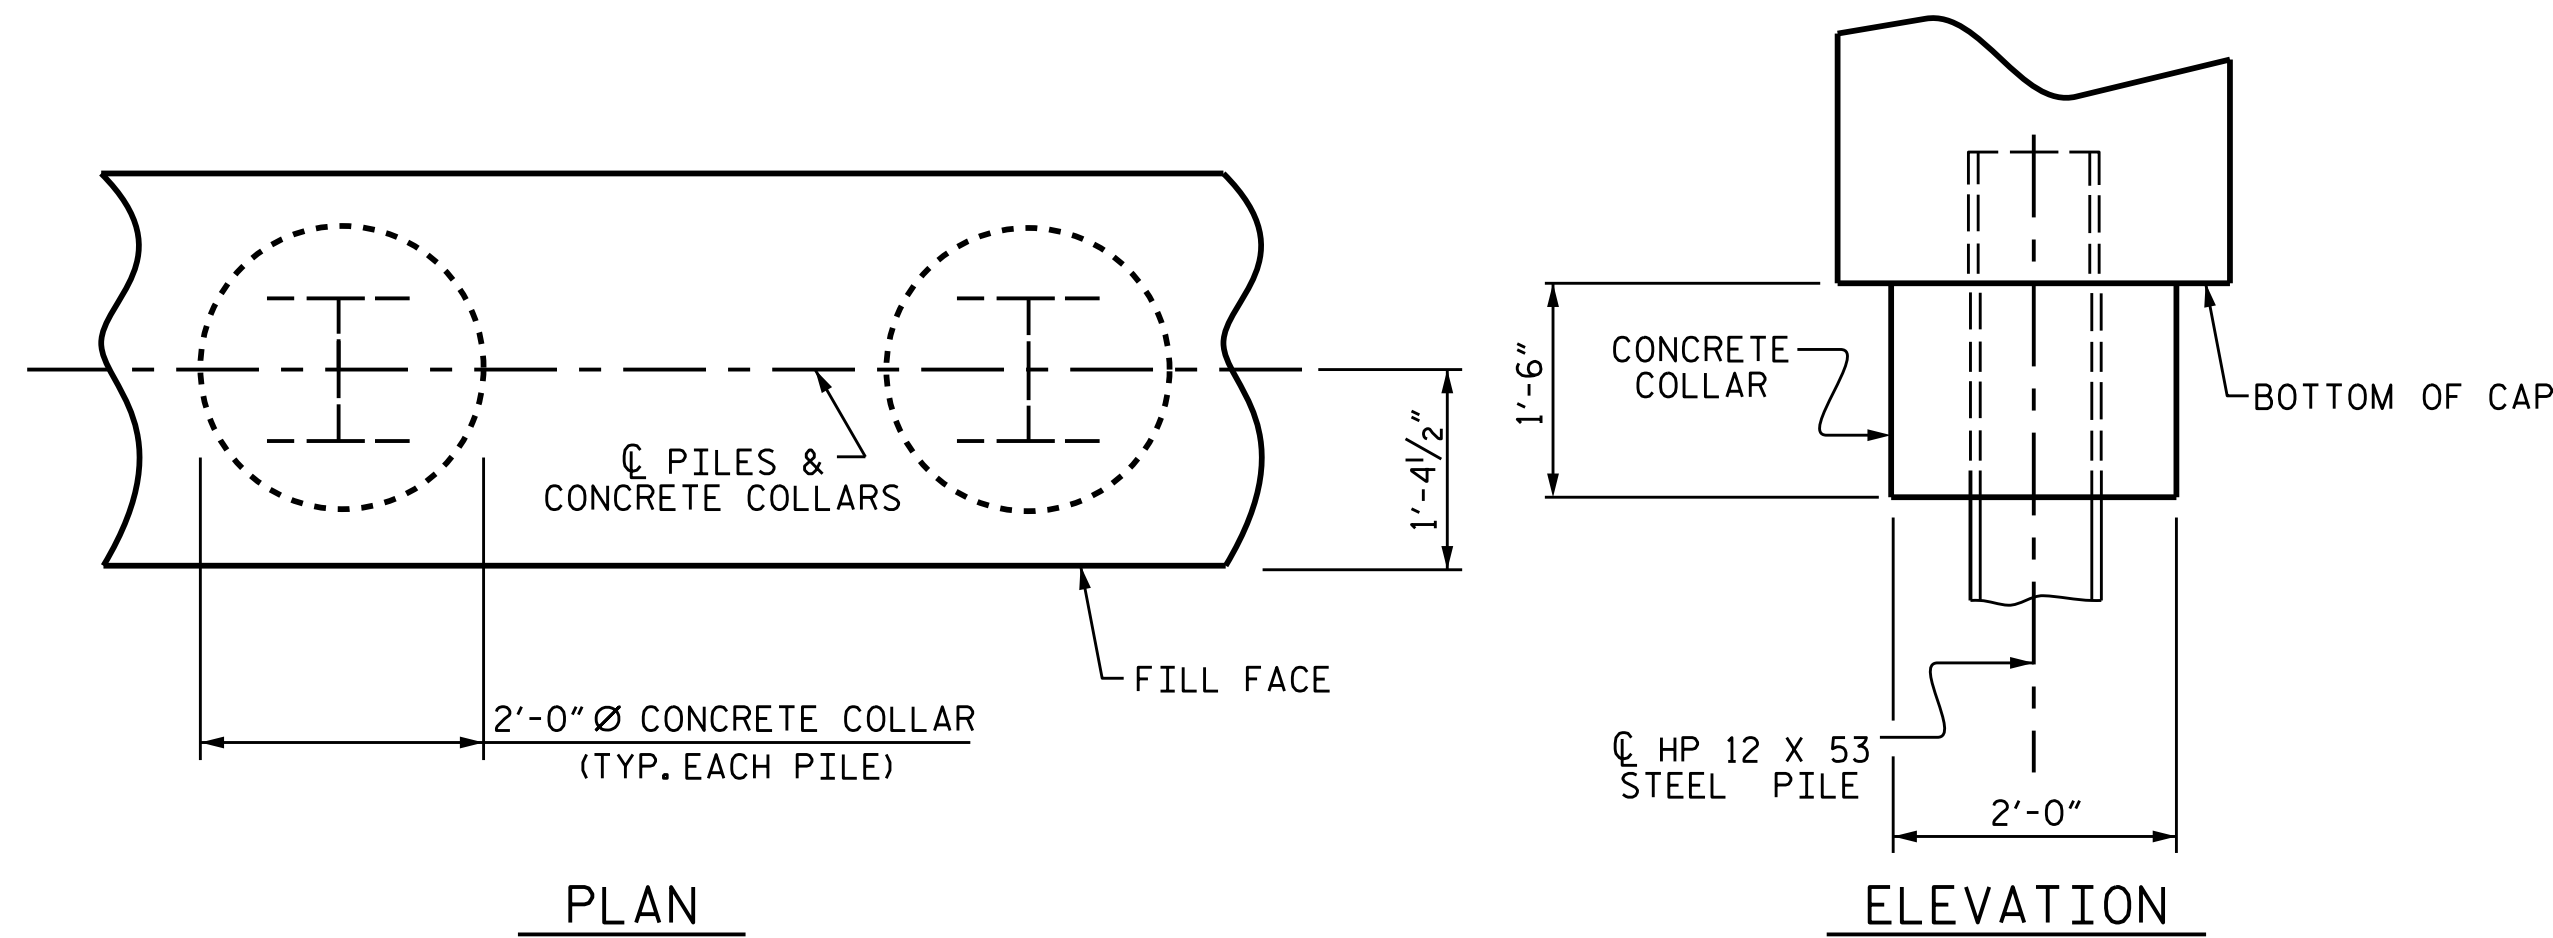 ℄ PILES &
CONCRETE COLLARS
1'-4½"
FILL FACE
2'-0" Ø CONCRETE COLLAR
(TYP. EACH PILE)
PLAN
1'-6"
CONCRETE
COLLAR
BOTTOM OF CAP
℄ HP 12 X 53
STEEL PILE
2'-0"
ELEVATION